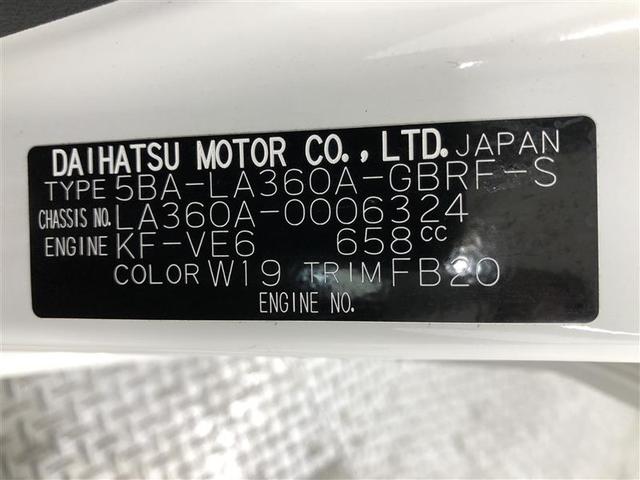 DAIHATSU MOTOR CO., LTD. JAPAN
TYPE 5BA-LA360A-GBRF-S
CHASSIS NO. LA360A-0006324
ENGINE KF-VE6 658cc
COLOR W19 TRIM FB20
ENGINE NO.